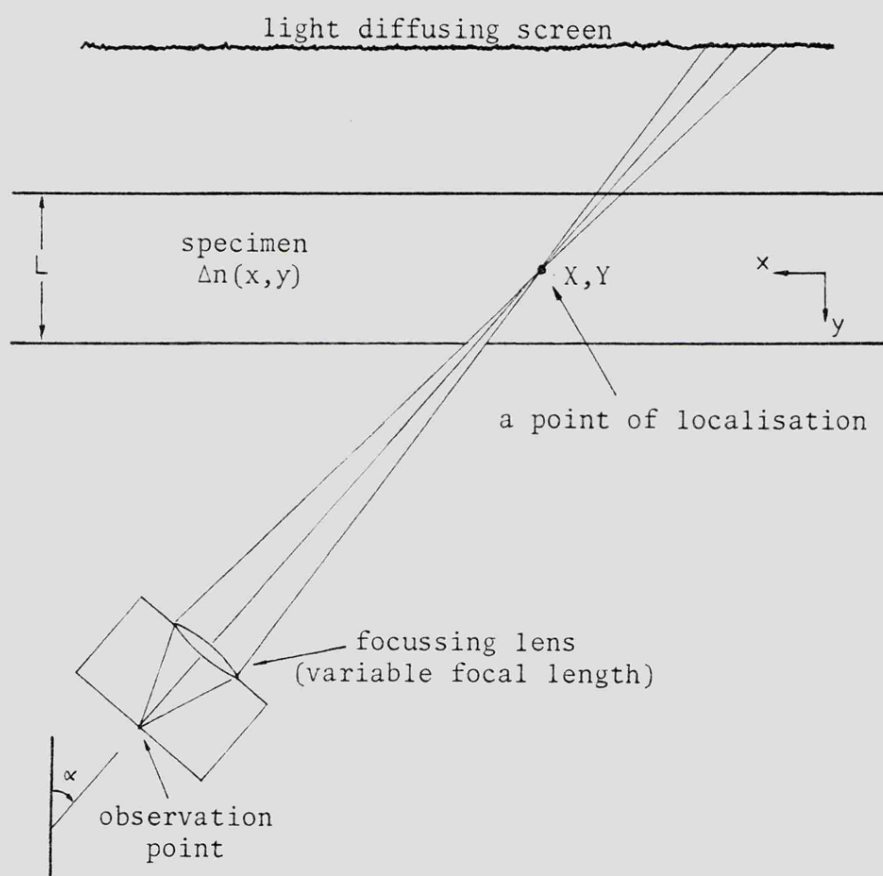 light diffusing screen
L
specimen
Δn(x,y)
X,Y
x
y
a point of localisation
focussing lens
(variable focal length)
α
observation
point